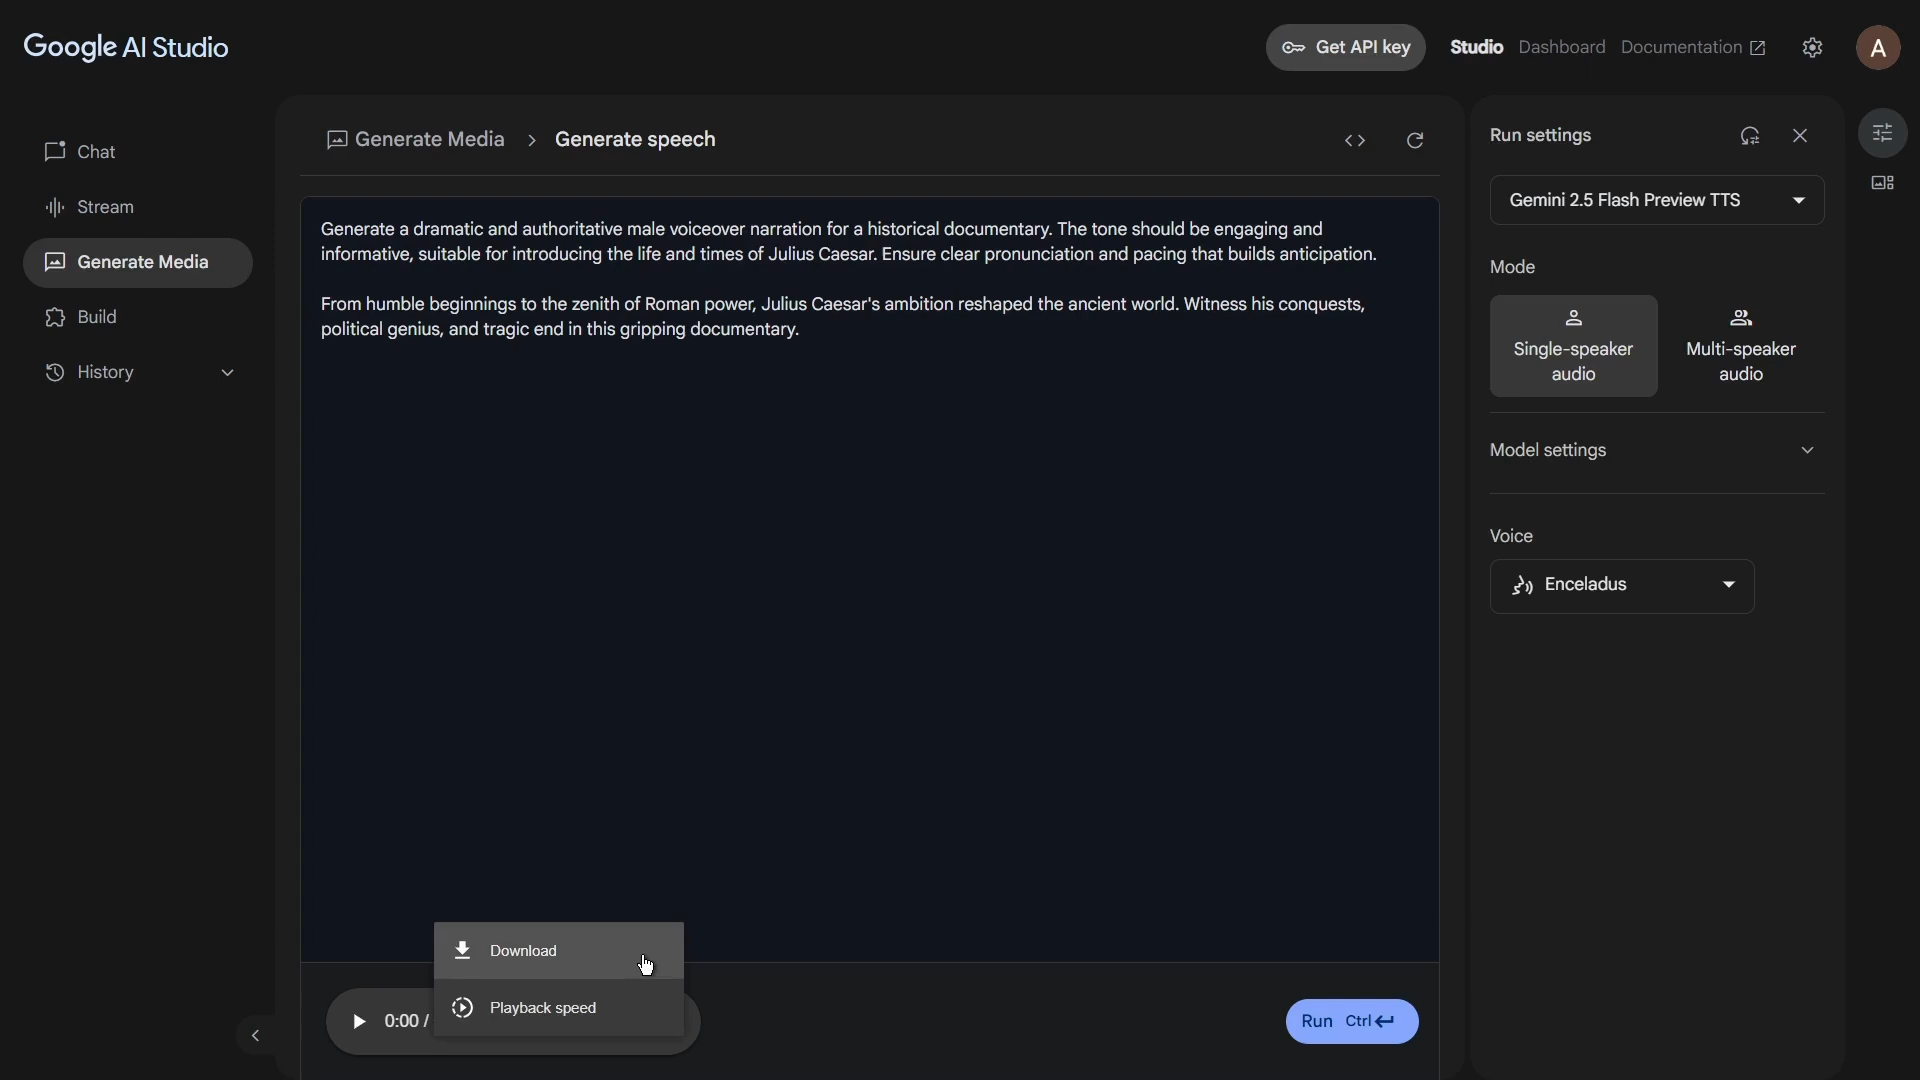 Google AI Studio
Get API key
Studio
Dashboard
Documentation
A
Chat
Stream
Generate Media
Build
History
Generate Media > Generate speech
Generate a dramatic and authoritative male voiceover narration for a historical documentary. The tone should be engaging and
informative, suitable for introducing the life and times of Julius Caesar. Ensure clear pronunciation and pacing that builds anticipation.
From humble beginnings to the zenith of Roman power, Julius Caesar's ambition reshaped the ancient world. Witness his conquests,
political genius, and tragic end in this gripping documentary.
Download
Playback speed
0:00 /
Run Ctrl
Run settings
Gemini 2.5 Flash Preview TTS
Mode
Single-speaker
audio
Multi-speaker
audio
Model settings
Voice
Enceladus